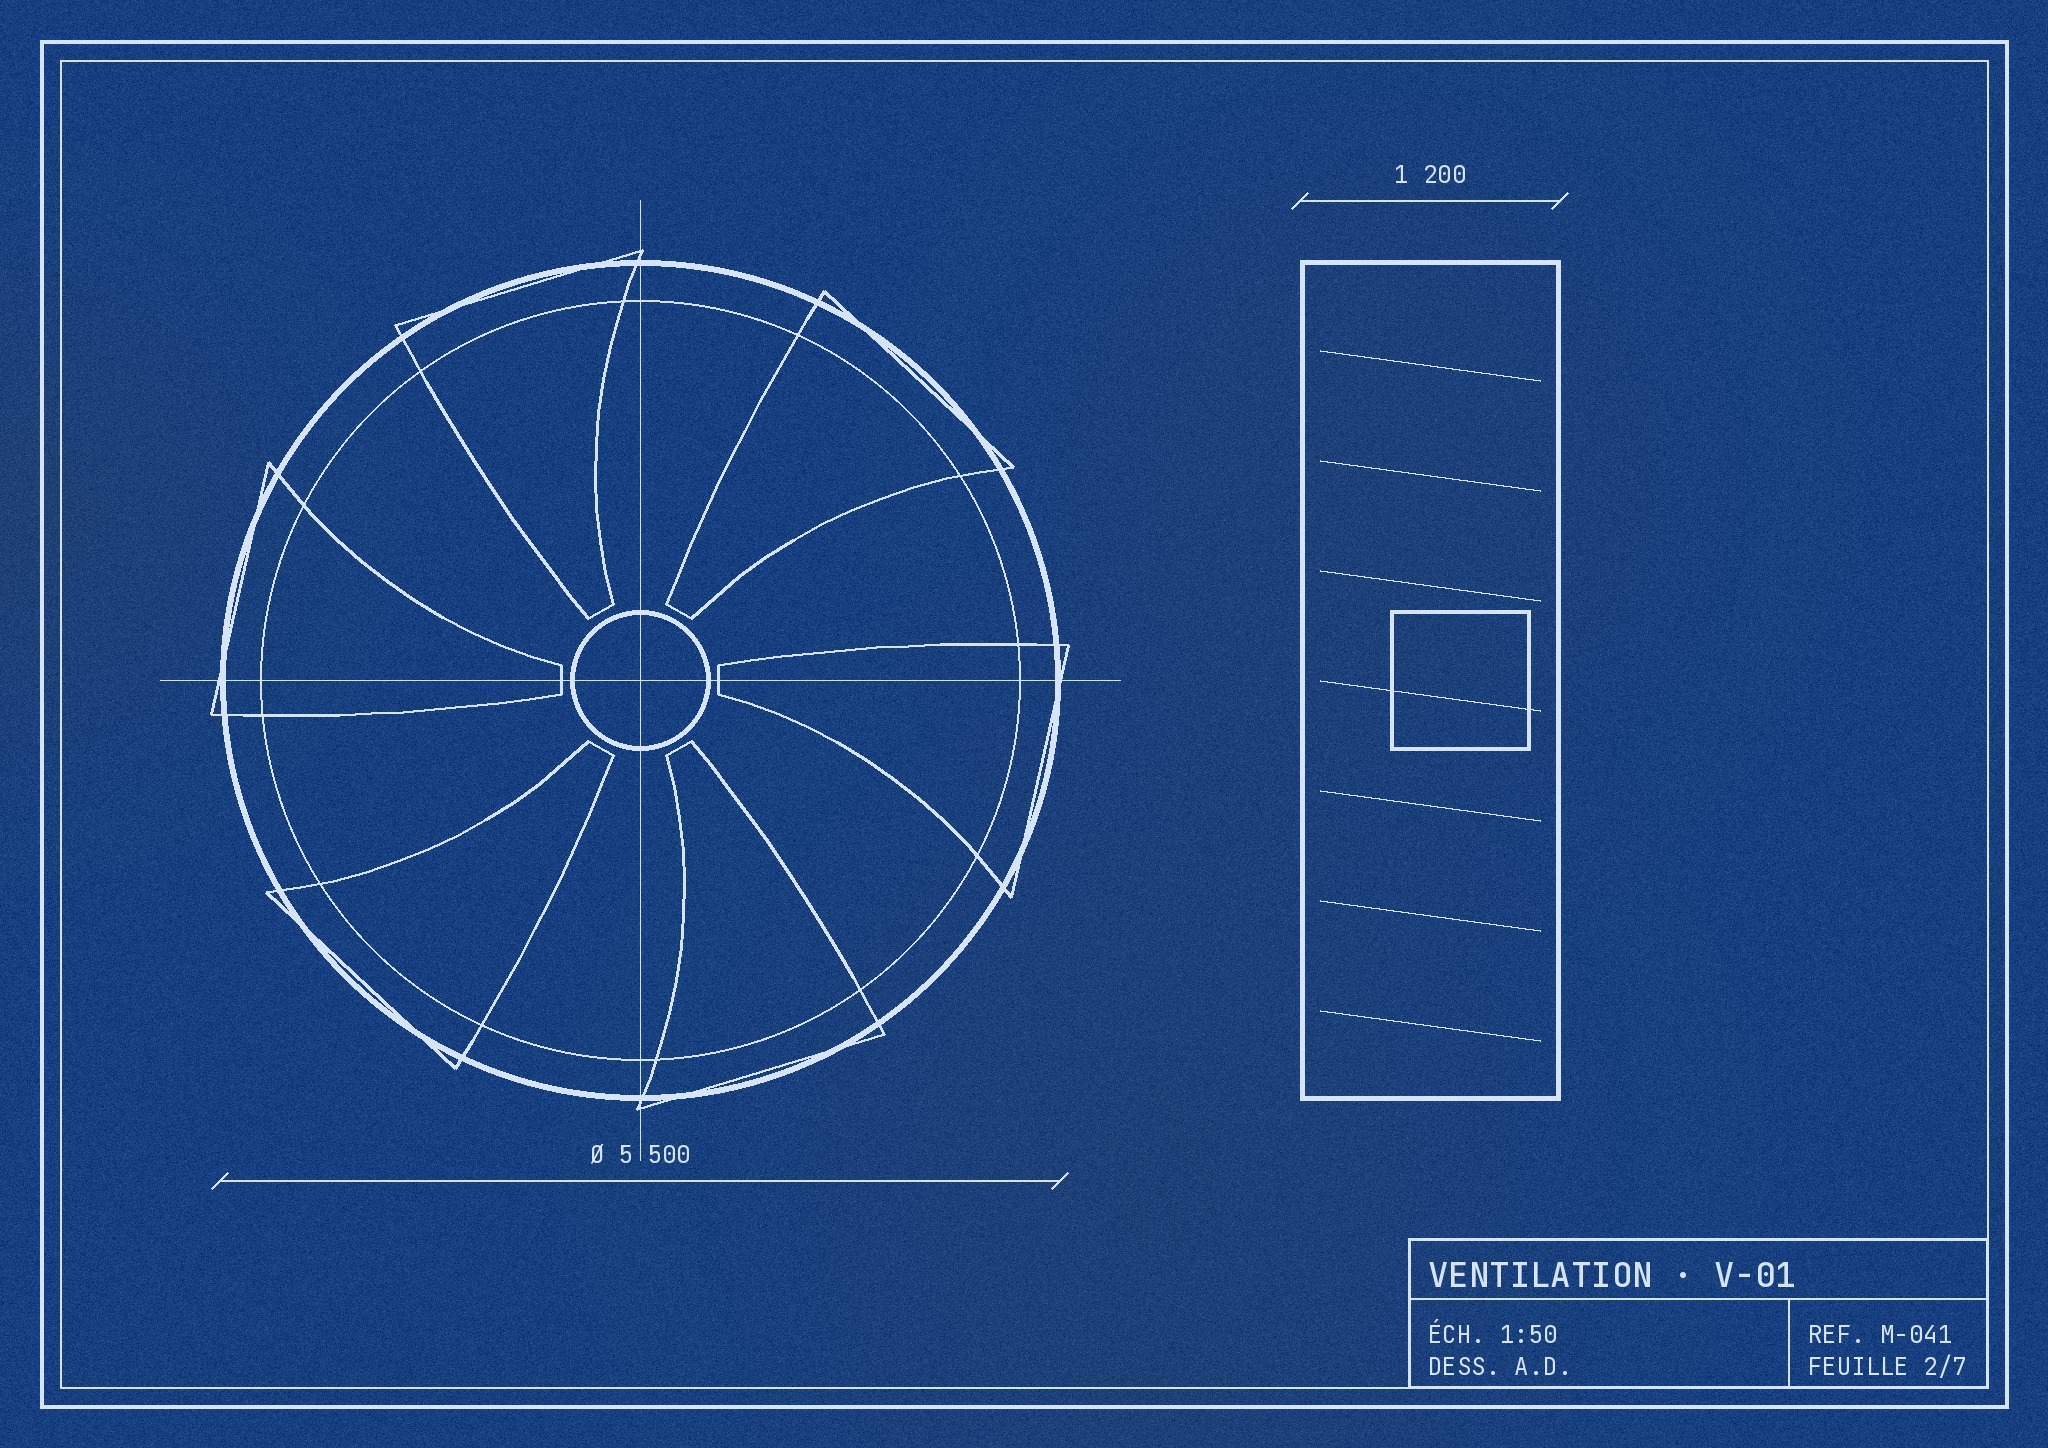 1 200
Ø 5 500
VENTILATION · V-01
ÉCH. 1:50
DESS. A.D.
REF. M-041
FEUILLE 2/7